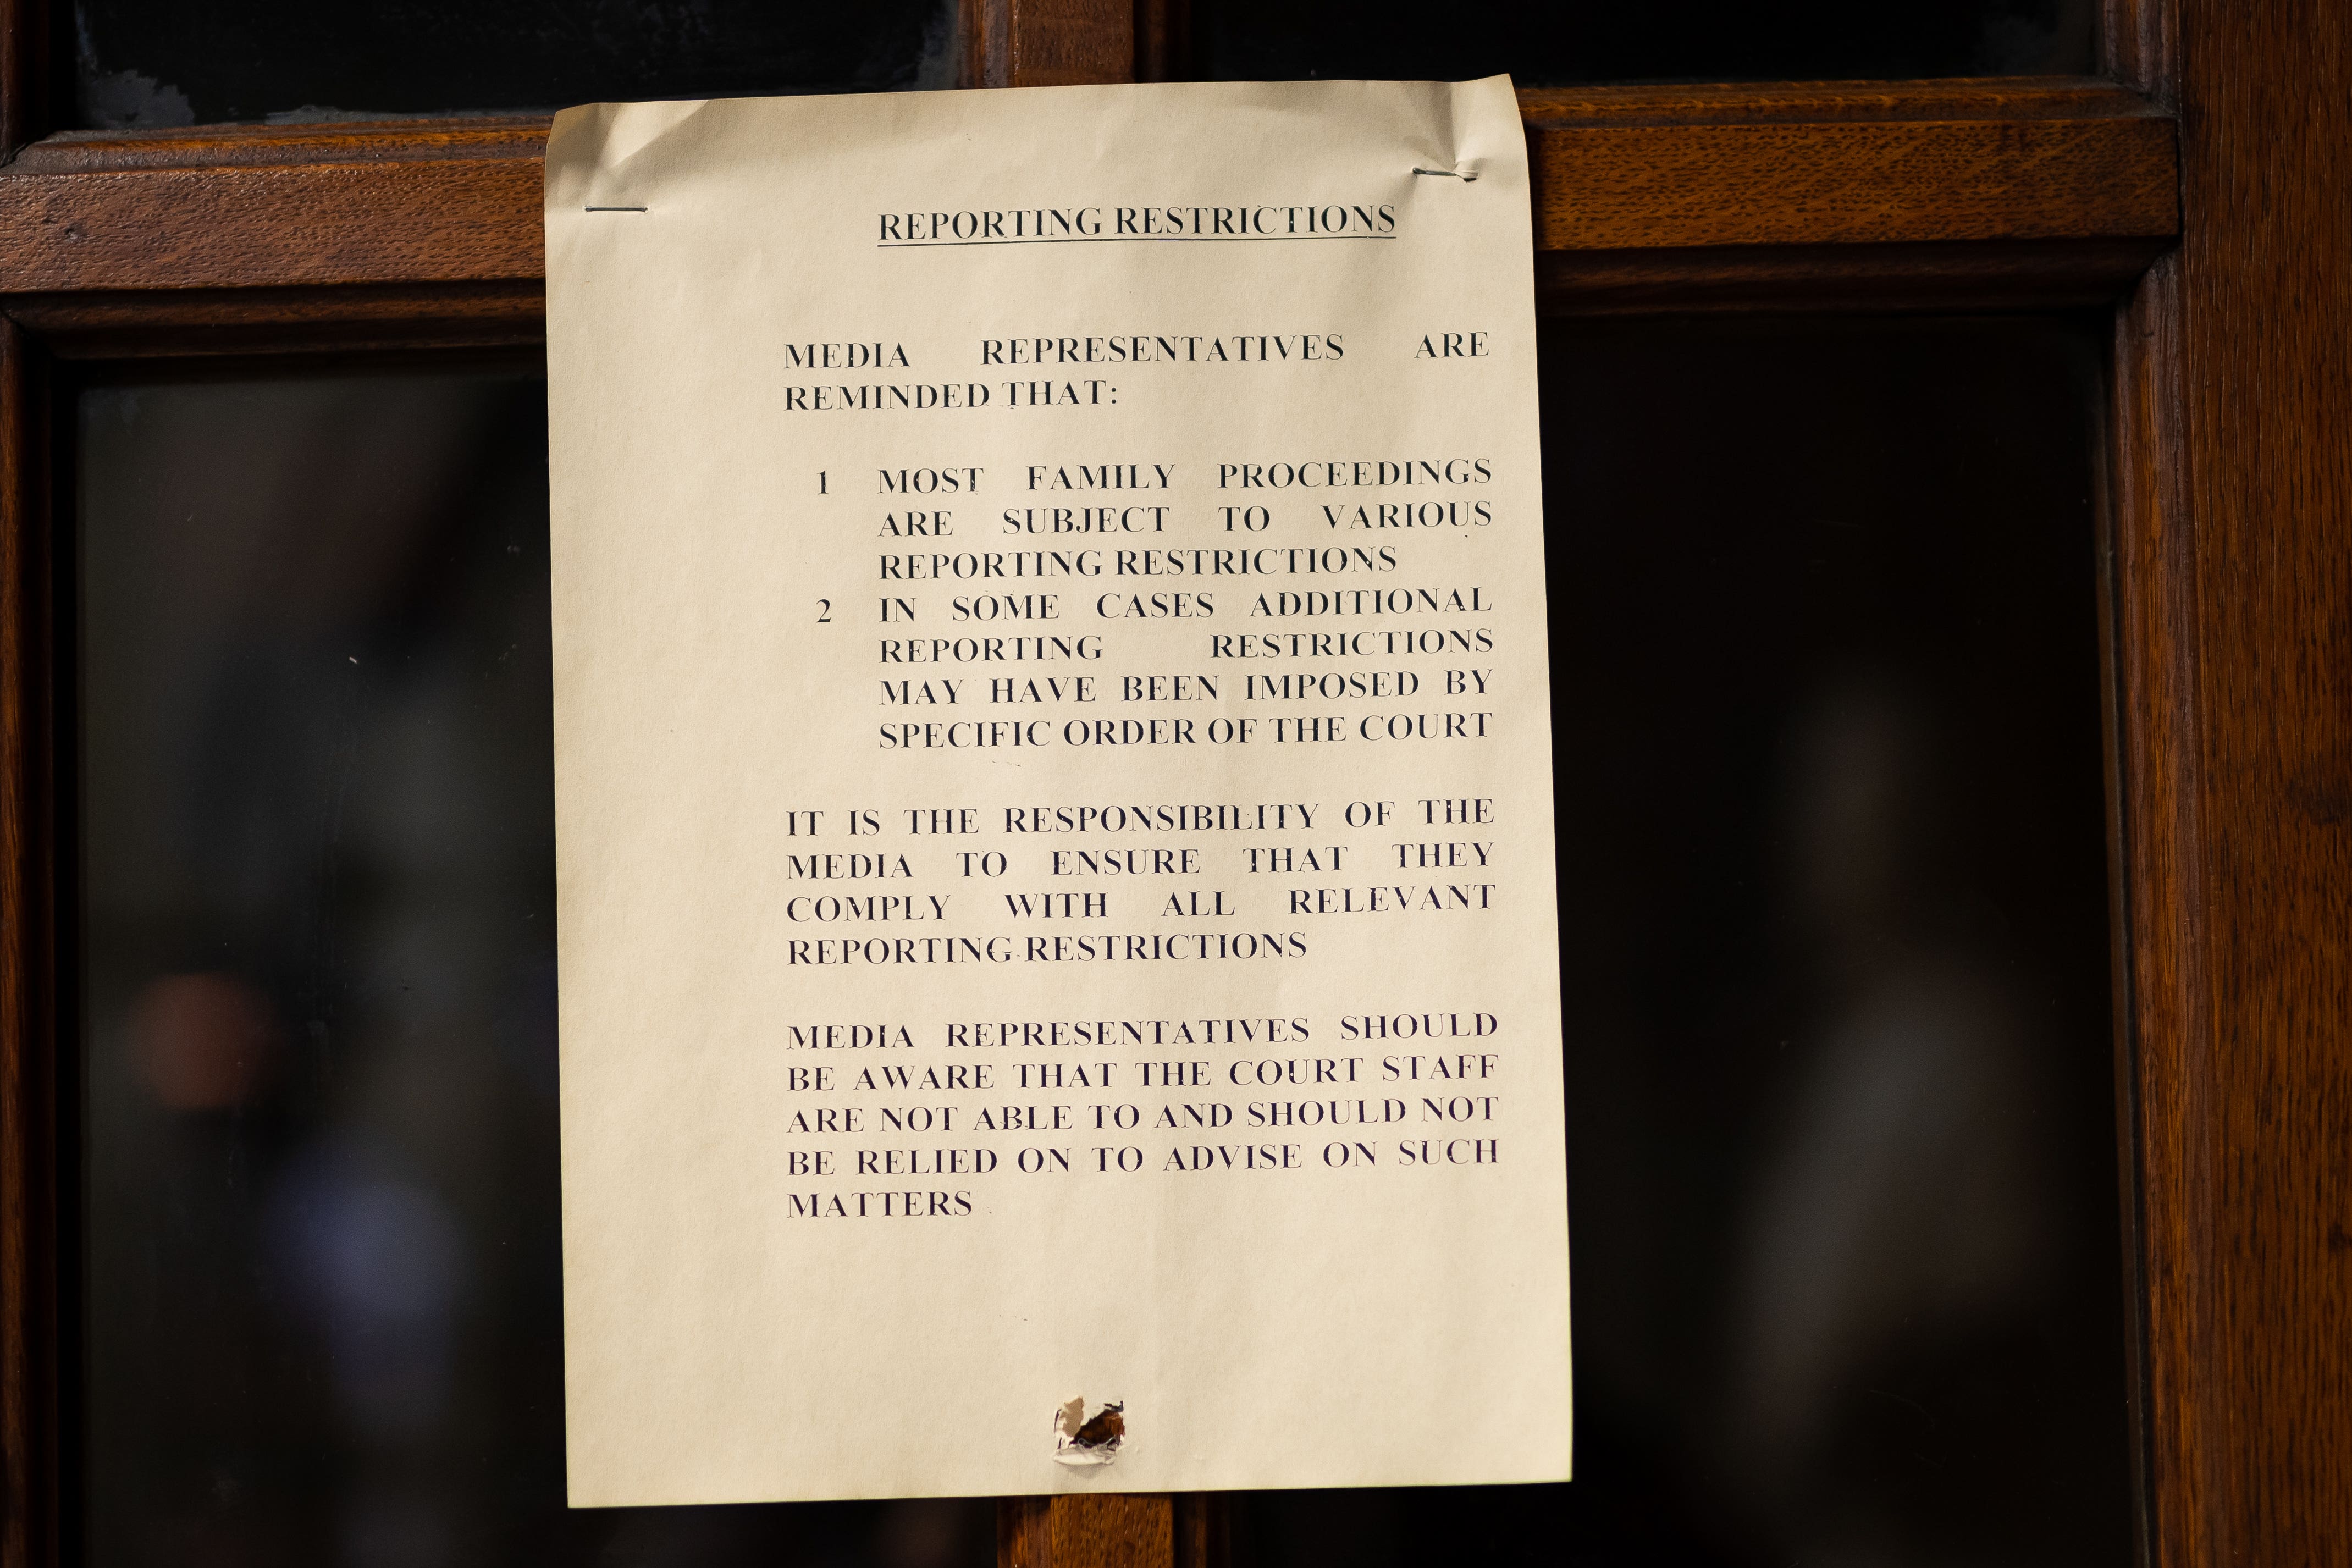 REPORTING RESTRICTIONS
MEDIA REPRESENTATIVES ARE
REMINDED THAT:
1 MOST FAMILY PROCEEDINGS
ARE SUBJECT TO VARIOUS
REPORTING RESTRICTIONS
2 IN SOME CASES ADDITIONAL
REPORTING RESTRICTIONS
MAY HAVE BEEN IMPOSED BY
SPECIFIC ORDER OF THE COURT
IT IS THE RESPONSIBILITY OF THE
MEDIA TO ENSURE THAT THEY
COMPLY WITH ALL RELEVANT
REPORTING RESTRICTIONS
MEDIA REPRESENTATIVES SHOULD
BE AWARE THAT THE COURT STAFF
ARE NOT ABLE TO AND SHOULD NOT
BE RELIED ON TO ADVISE ON SUCH
MATTERS